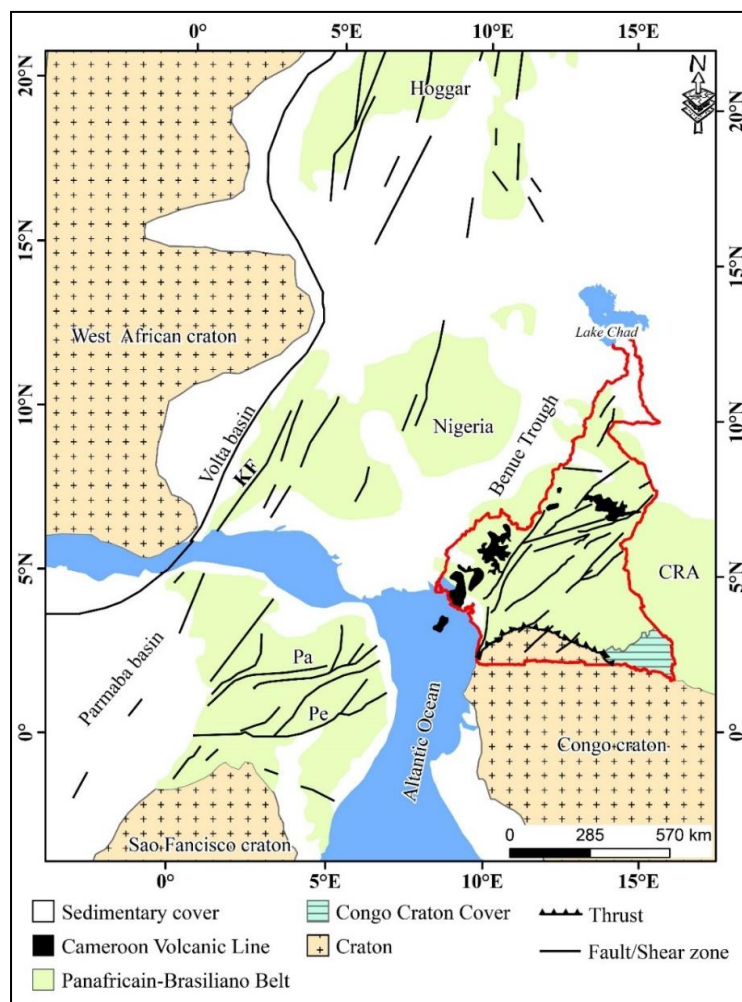 0° 5°E 10°E 15°E
20°N
Hoggar
N
20°N
15°N
15°N
West African craton
Lake Chad
10°N
Volta basin
KF
Nigeria
Benue Trough
10°N
5°N
CRA
5°N
Parmaba basin
Pa
Pe
0°
Altantic Ocean
Congo craton
0°
Sao Fancisco craton
0 285 570 km
0° 5°E 10°E 15°E
Sedimentary cover
Congo Craton Cover
Thrust
Cameroon Volcanic Line
Craton
Fault/Shear zone
Panafricain-Brasiliano Belt